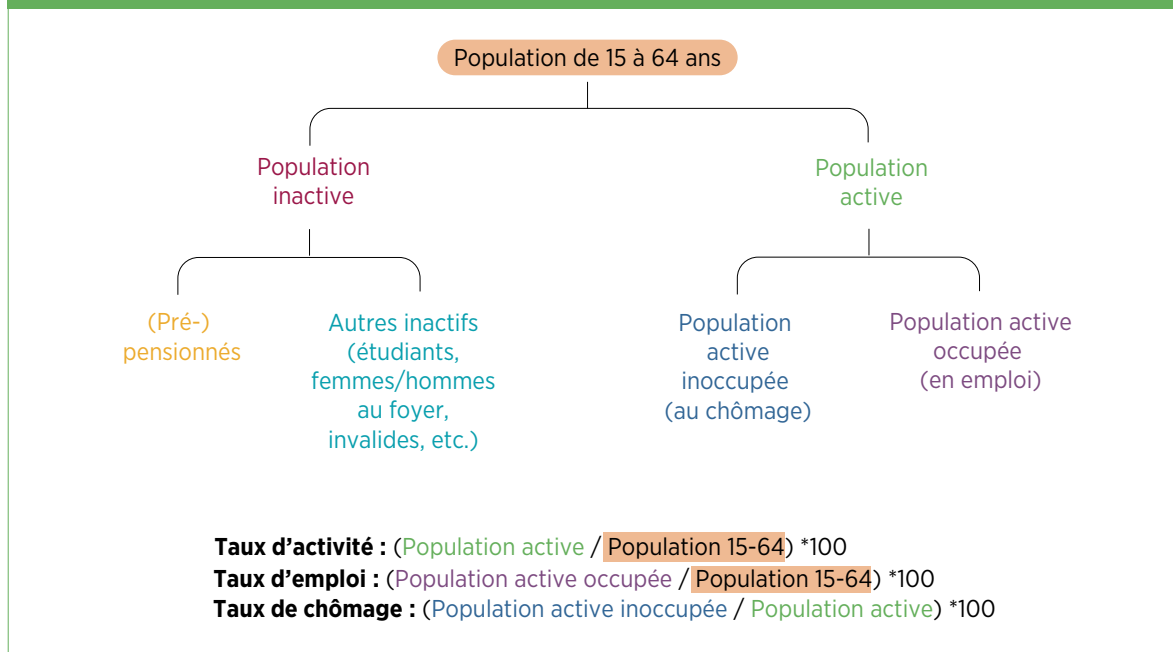 Population de 15 à 64 ans
Population
inactive
Population
active
(Pré-)
pensionnés
Autres inactifs
(étudiants,
femmes/hommes
au foyer,
invalides, etc.)
Population
active
inoccupée
(au chômage)
Population active
occupée
(en emploi)
Taux d’activité : (Population active / Population 15-64) *100
Taux d’emploi : (Population active occupée / Population 15-64) *100
Taux de chômage : (Population active inoccupée / Population active) *100